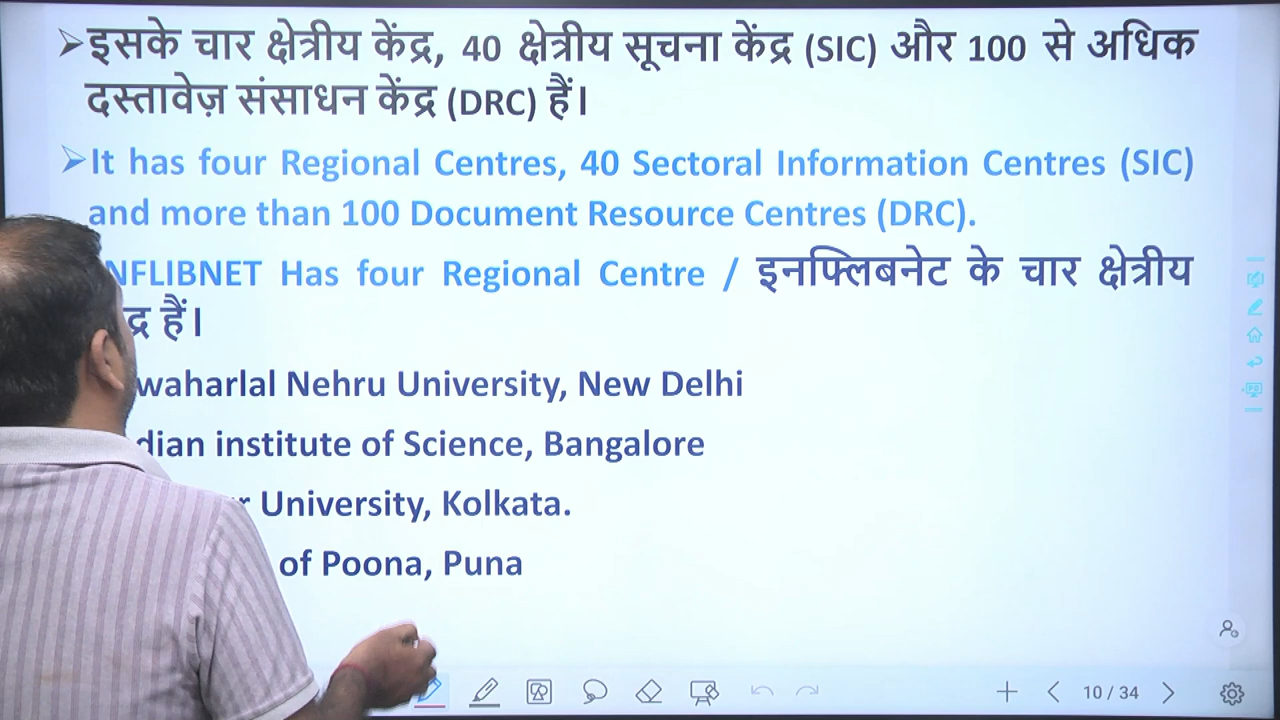 ➢इसके चार क्षेत्रीय केंद्र, 40 क्षेत्रीय सूचना केंद्र (SIC) और 100 से अधिक
दस्तावेज़ संसाधन केंद्र (DRC) हैं।
➢It has four Regional Centres, 40 Sectoral Information Centres (SIC)
and more than 100 Document Resource Centres (DRC).
NFLIBNET Has four Regional Centre / इनफ्लिबनेट के चार क्षेत्रीय
द्र हैं।
waharlal Nehru University, New Delhi
dian institute of Science, Bangalore
University, Kolkata.
of Poona, Puna
10 / 34